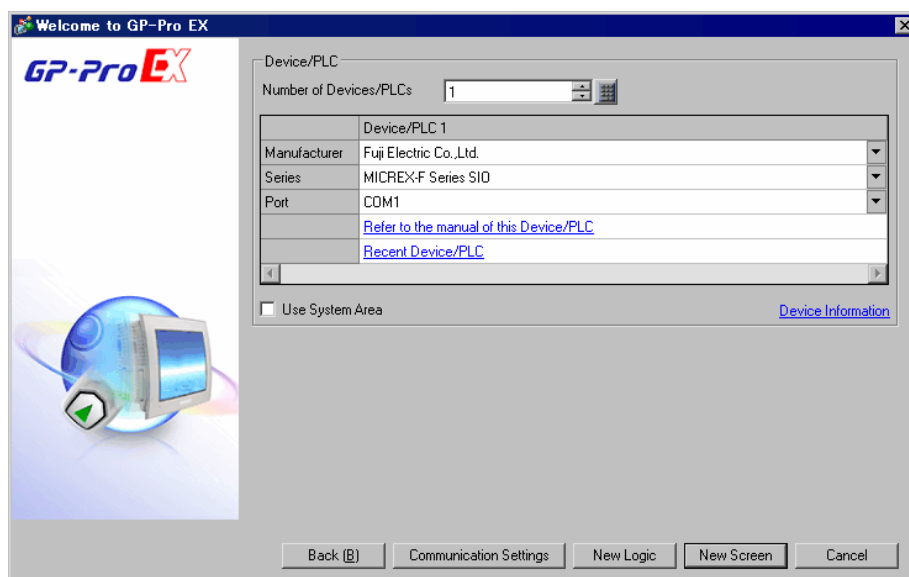 Welcome to GP-Pro EX
GP-Pro EX
Device/PLC
Number of Devices/PLCs 1
Device/PLC 1
Manufacturer Fuji Electric Co.,Ltd.
Series MICREX-F Series SIO
Port COM1
Refer to the manual of this Device/PLC
Recent Device/PLC
Use System Area Device Information
Back (B) Communication Settings New Logic New Screen Cancel